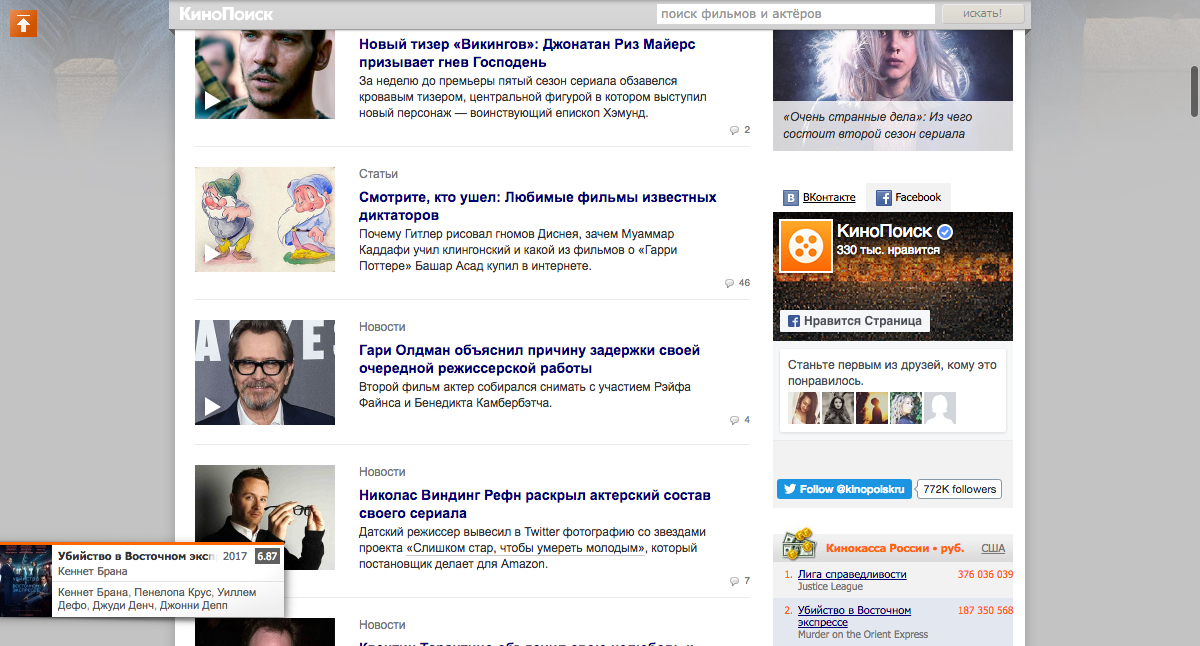 КиноПоиск
поиск фильмов и актёров
искать!
Новый тизер «Викингов»: Джонатан Риз Майерс
призывает гнев Господень
За неделю до премьеры пятый сезон сериала обзавелся
кровавым тизером, центральной фигурой в котором выступил
новый персонаж — воинствующий епископ Хэмунд.
2
Статьи
Смотрите, кто ушел: Любимые фильмы известных
диктаторов
Почему Гитлер рисовал гномов Диснея, зачем Муаммар
Каддафи учил клингонский и какой из фильмов о «Гарри
Поттере» Башар Асад купил в интернете.
46
Новости
Гари Олдман объяснил причину задержки своей
очередной режиссерской работы
Второй фильм актер собирался снимать с участием Рэйфа
Файнса и Бенедикта Камбербэтча.
4
Новости
Николас Виндинг Рефн раскрыл актерский состав
своего сериала
Датский режиссер вывесил в Twitter фотографию со звездами
проекта «Слишком стар, чтобы умереть молодым», который
постановщик делает для Amazon.
7
Новости
Убийство в Восточном эксп
2017
6.87
Кеннет Брана
Кеннет Брана, Пенелопа Крус, Уиллем
Дефо, Джуди Денч, Джонни Депп
«Очень странные дела»: Из чего
состоит второй сезон сериала
ВКонтакте
Facebook
КиноПоиск
330 тыс. нравится
Нравится Страница
Станьте первым из друзей, кому это
понравилось.
Follow @kinopoiskru
772K followers
Кинокасса России • руб.
США
1. Лига справедливости 376 036 039
Justice League
2. Убийство в Восточном 187 350 568
экспрессе
Murder on the Orient Express